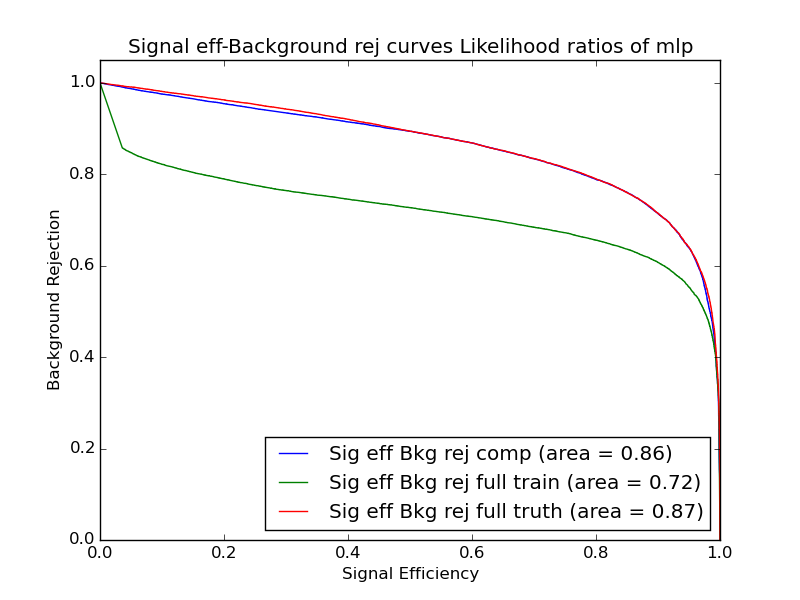 Signal eff-Background rej curves Likelihood ratios of mlp
1.0
0.8
0.6
0.4
0.2
0.0
Background Rejection
Sig eff Bkg rej comp (area = 0.86)
Sig eff Bkg rej full train (area = 0.72)
Sig eff Bkg rej full truth (area = 0.87)
0.0 0.2 0.4 0.6 0.8 1.0
Signal Efficiency